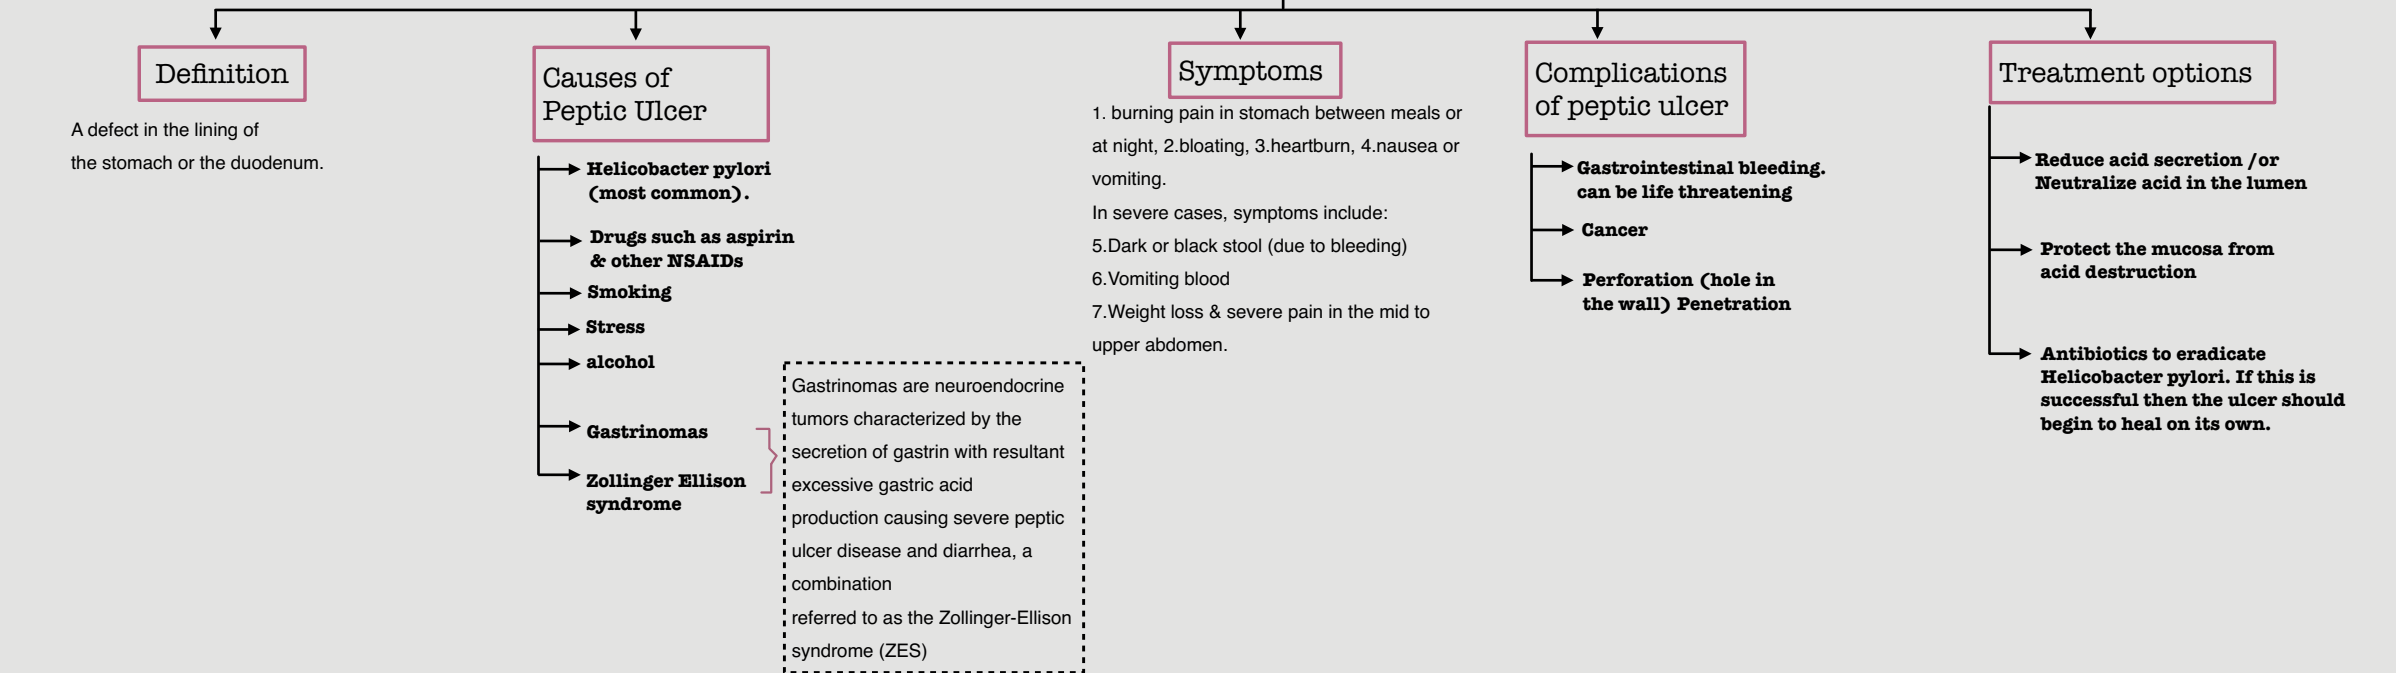 Definition
A defect in the lining of
the stomach or the duodenum.
Causes of
Peptic Ulcer
Helicobacter pylori
(most common).
Drugs such as aspirin
& other NSAIDs
Smoking
Stress
alcohol
Gastrinomas
Zollinger Ellison
syndrome
Gastrinomas are neuroendocrine
tumors characterized by the
secretion of gastrin with resultant
excessive gastric acid
production causing severe peptic
ulcer disease and diarrhea, a
combination
referred to as the Zollinger-Ellison
syndrome (ZES)
Symptoms
1. burning pain in stomach between meals or
at night, 2.bloating, 3.heartburn, 4.nausea or
vomiting.
In severe cases, symptoms include:
5.Dark or black stool (due to bleeding)
6.Vomiting blood
7.Weight loss & severe pain in the mid to
upper abdomen.
Complications
of peptic ulcer
Gastrointestinal bleeding.
can be life threatening
Cancer
Perforation (hole in
the wall) Penetration
Treatment options
Reduce acid secretion /or
Neutralize acid in the lumen
Protect the mucosa from
acid destruction
Antibiotics to eradicate
Helicobacter pylori. If this is
successful then the ulcer should
begin to heal on its own.